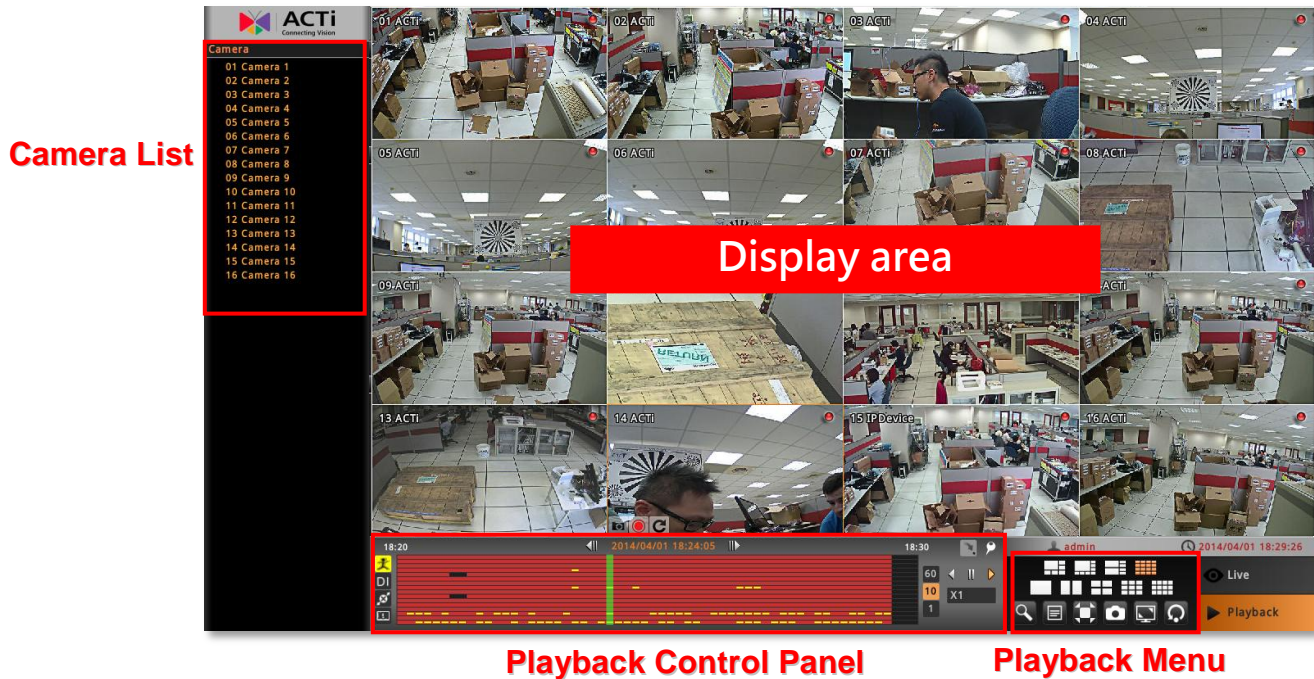 ACTi
Connecting Vision
Camera
01 Camera 1
02 Camera 2
03 Camera 3
04 Camera 4
05 Camera 5
06 Camera 6
07 Camera 7
08 Camera 8
09 Camera 9
10 Camera 10
11 Camera 11
12 Camera 12
13 Camera 13
14 Camera 14
15 Camera 15
16 Camera 16
Camera List
01 ACTi
02 ACTi
03 ACTi
04 ACTi
05 ACTi
06 ACTi
07 ACTi
08 ACTi
Display area
09 ACTi
ACTi
RETURN
13 ACTi
14 ACTi
15 IPDevice
16 ACTi
18:20
2014/04/01 18:24:05
18:30
admin
2014/04/01 18:29:26
DI
60
10
1
X1
Live
Playback
Playback Control Panel
Playback Menu